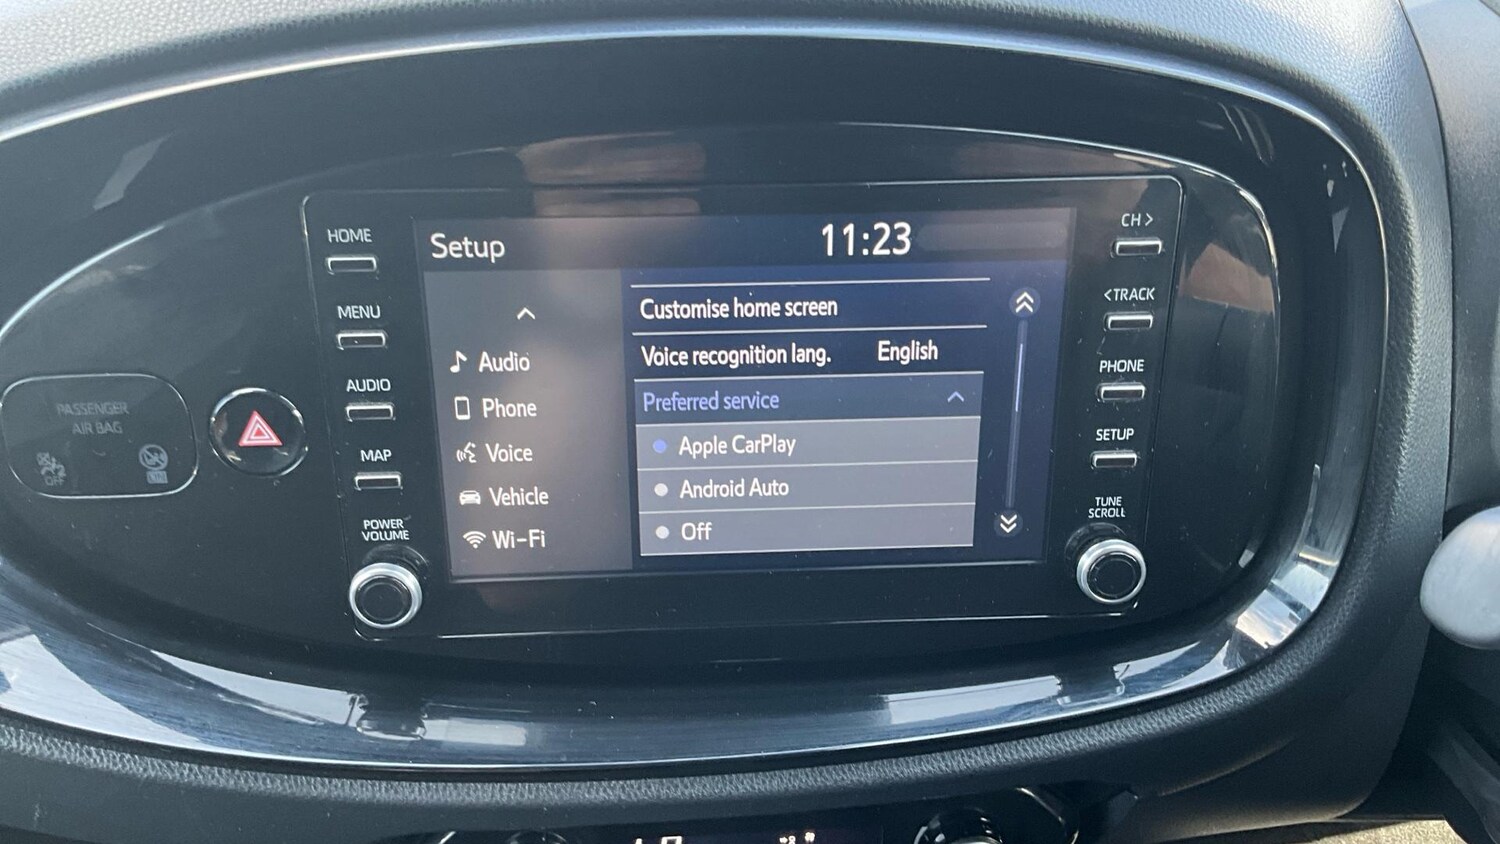 HOME
MENU
AUDIO
MAP
POWER
VOLUME
PASSENGER
AIR BAG
OFF
ON
Setup
11:23
Audio
Phone
Voice
Vehicle
Wi-Fi
Customise home screen
Voice recognition lang. English
Preferred service
Apple CarPlay
Android Auto
Off
CH >
< TRACK
PHONE
SETUP
TUNE
SCROLL